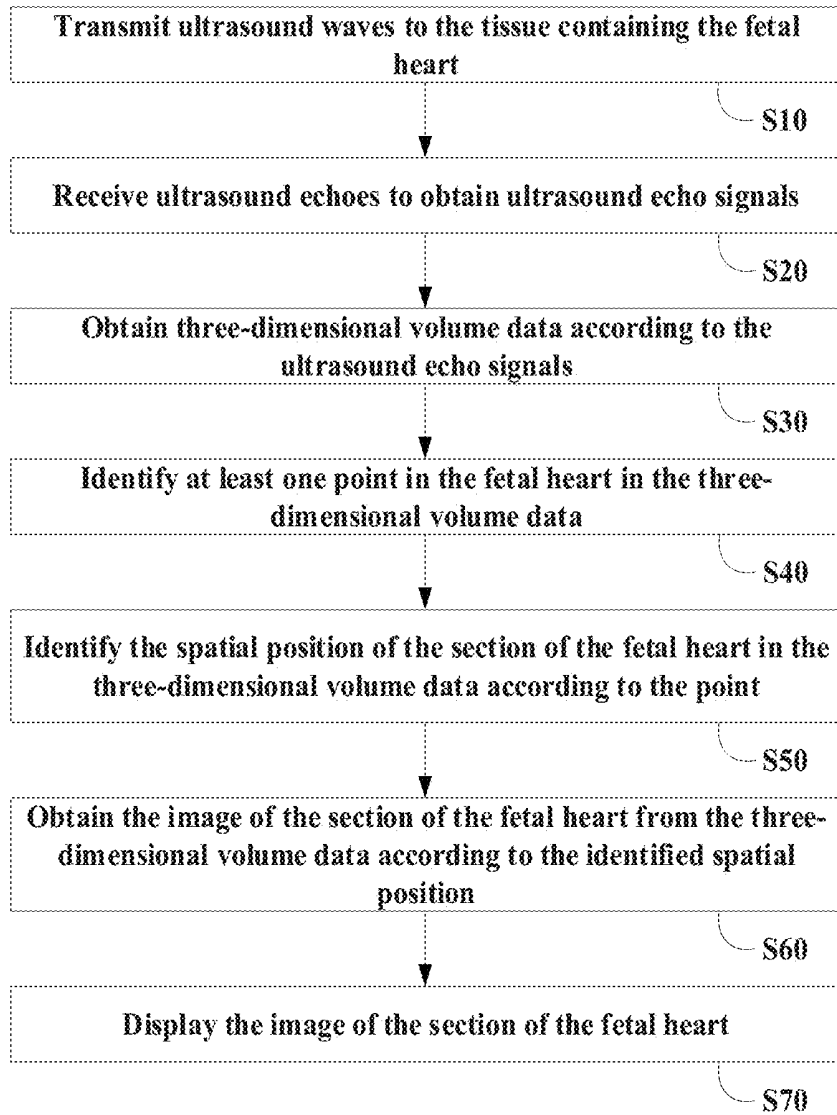 Transmit ultrasound waves to the tissue containing the fetal
heart
S10
Receive ultrasound echoes to obtain ultrasound echo signals
S20
Obtain three-dimensional volume data according to the
ultrasound echo signals
S30
Identify at least one point in the fetal heart in the three-
dimensional volume data
S40
Identify the spatial position of the section of the fetal heart in the
three-dimensional volume data according to the point
S50
Obtain the image of the section of the fetal heart from the three-
dimensional volume data according to the identified spatial
position
S60
Display the image of the section of the fetal heart
S70